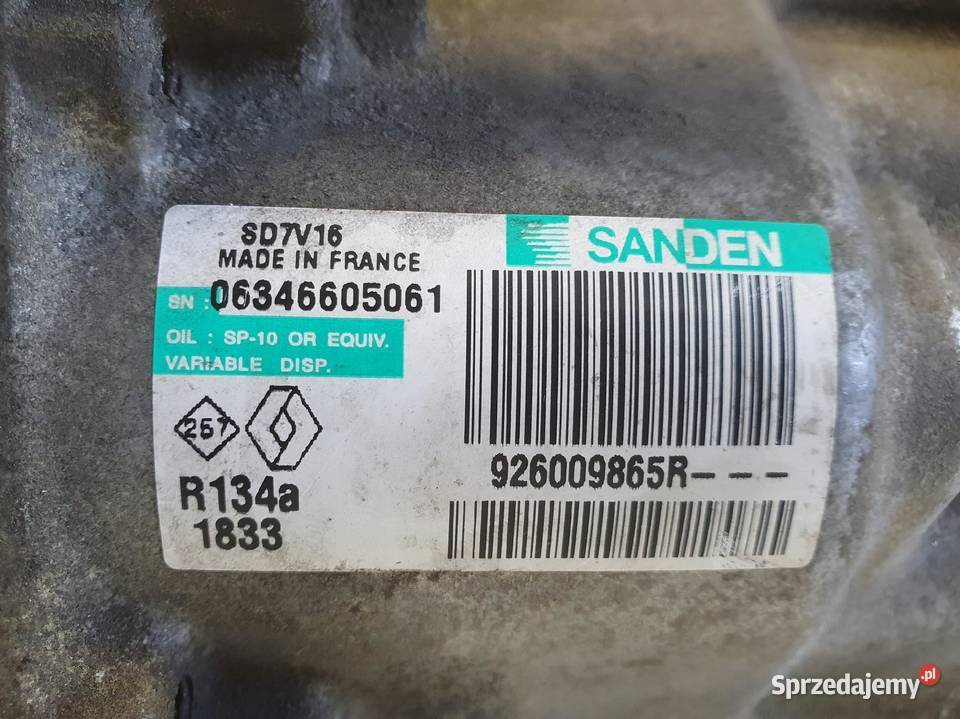 SD7V16
MADE IN FRANCE
SANDEN
SN : 06346605061
OIL : SP-10 OR EQUIV.
VARIABLE DISP.
267
R134a
1833
926009865R---
Sprzedajemy.pl